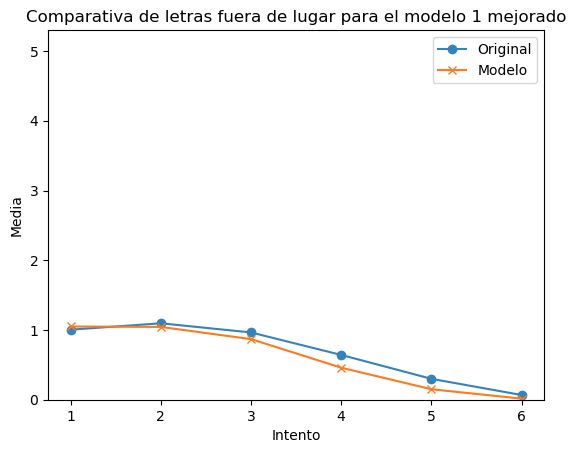 Comparativa de letras fuera de lugar para el modelo 1 mejorado
Original
Modelo
5
4
3
2
1
0
Media
1 2 3 4 5 6
Intento